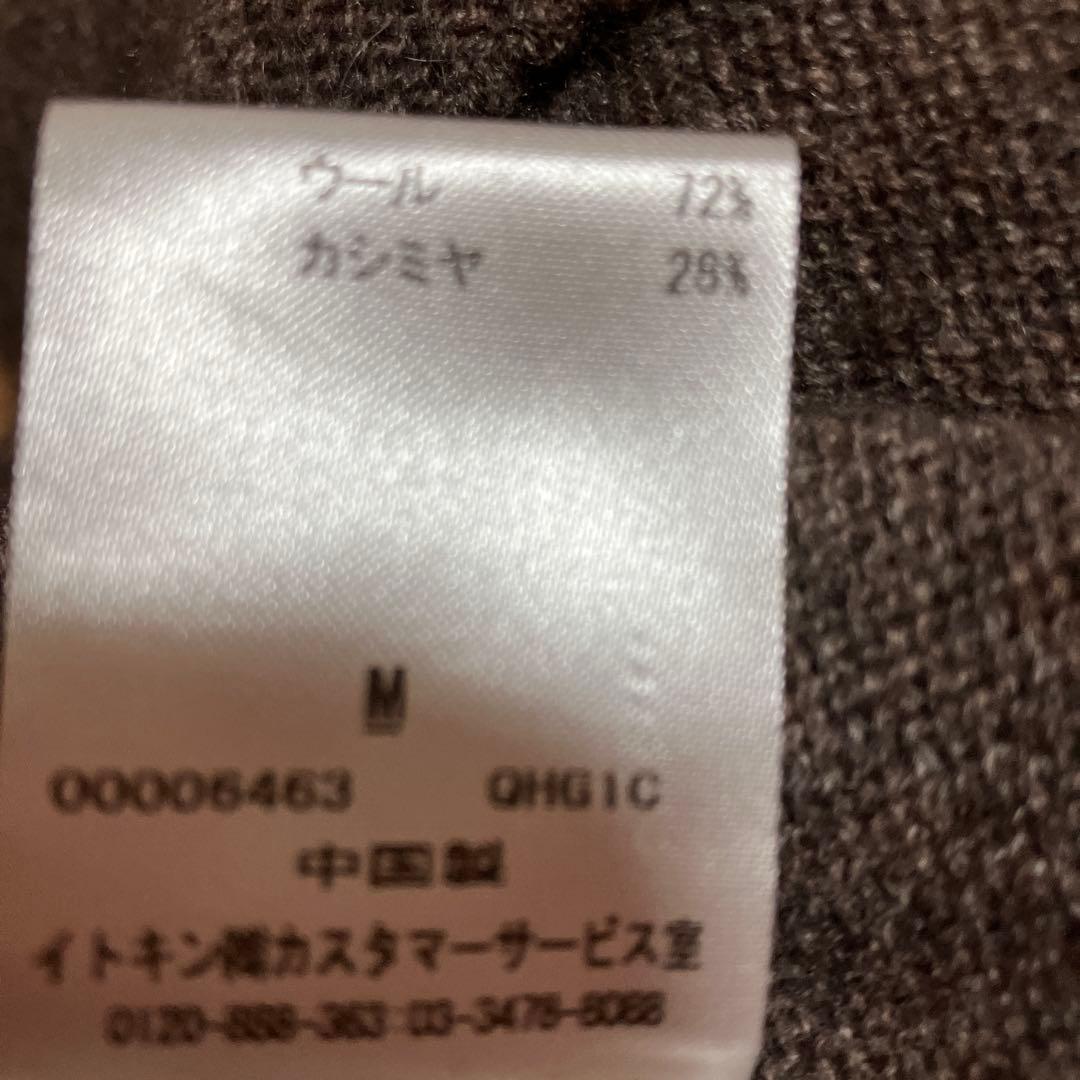 ウール 72%
カシミヤ 28%
M
00006463 QHG1C
中国製
イトキン㈱カスタマーサービス室
0120-888-363 03-3478-8088